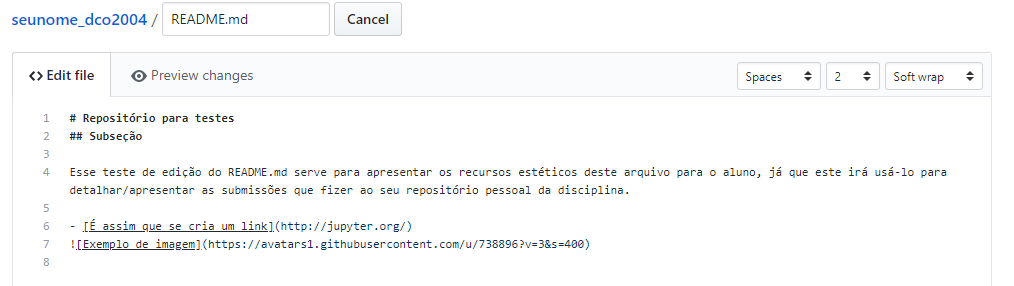 seunome_dco2004 / README.md Cancel
<> Edit file Preview changes Spaces 2 Soft wrap
1 # Repositório para testes
2 ## Subseção
3
4 Esse teste de edição do README.md serve para apresentar os recursos estéticos deste arquivo para o aluno, já que este irá usá-lo para
detalhar/apresentar as submissões que fizer ao seu repositório pessoal da disciplina.
5
6 - [É assim que se cria um link](http://jupyter.org/)
7 ![Exemplo de imagem](https://avatars1.githubusercontent.com/u/738896?v=3&s=400)
8